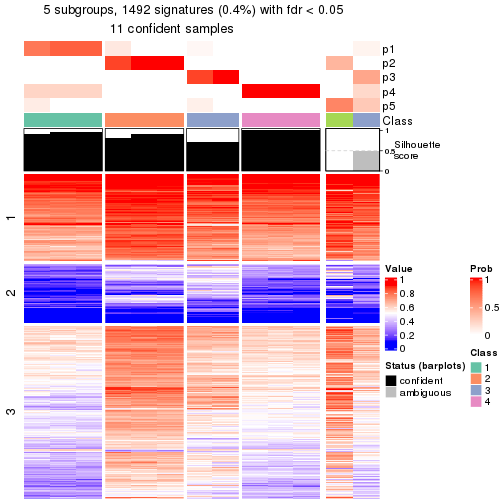 5 subgroups, 1492 signatures (0.4%) with fdr < 0.05
11 confident samples
p1
p2
p3
p4
p5
Class
1
0.5
0
Silhouette
score
1
2
3
Value
1
0.8
0.6
0.4
0.2
0
Prob
1
0.5
0
Status (barplots)
confident
ambiguous
Class
1
2
3
4